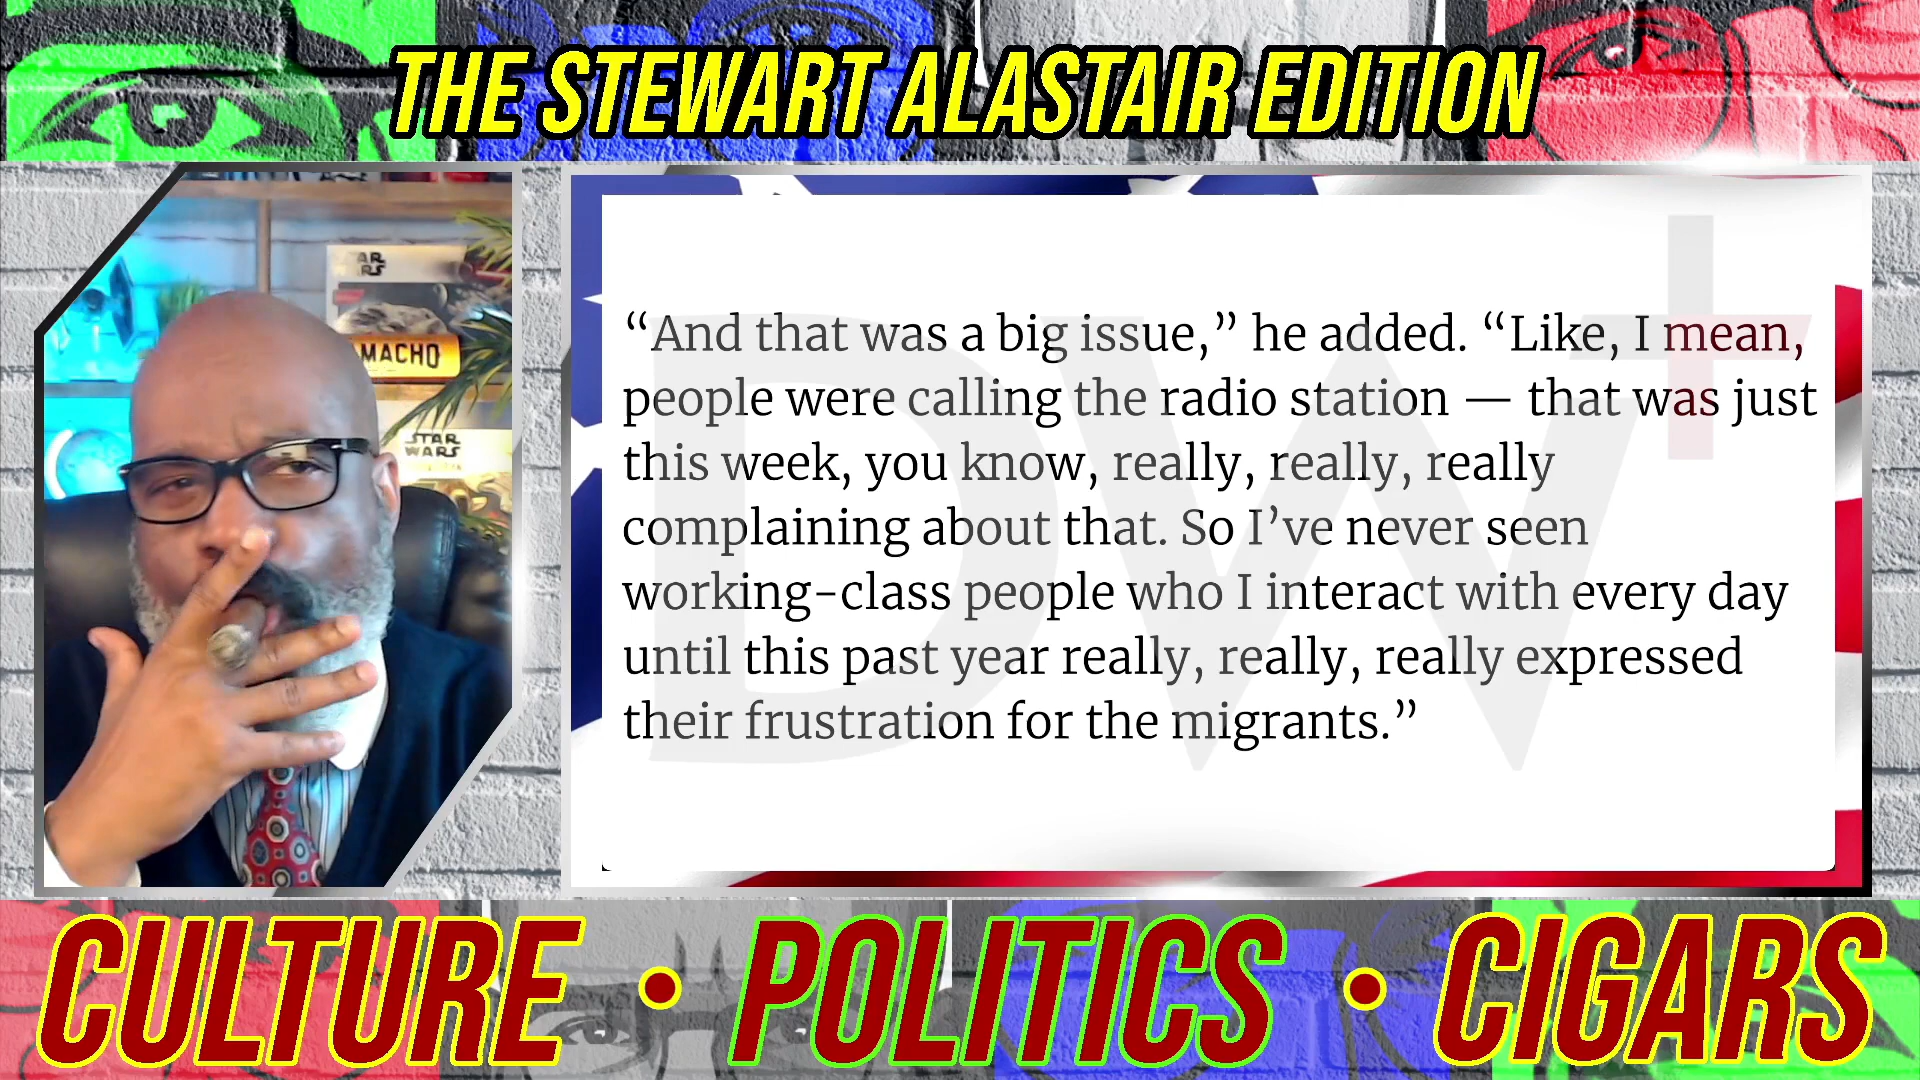 THE STEWART ALASTAIR EDITION
STAR
WARS
MACHO
STAR
WARS
“And that was a big issue,” he added. “Like, I mean,
people were calling the radio station — that was just
this week, you know, really, really, really
complaining about that. So I’ve never seen
working-class people who I interact with every day
until this past year really, really, really expressed
their frustration for the migrants.”
DW+
CULTURE • POLITICS • CIGARS